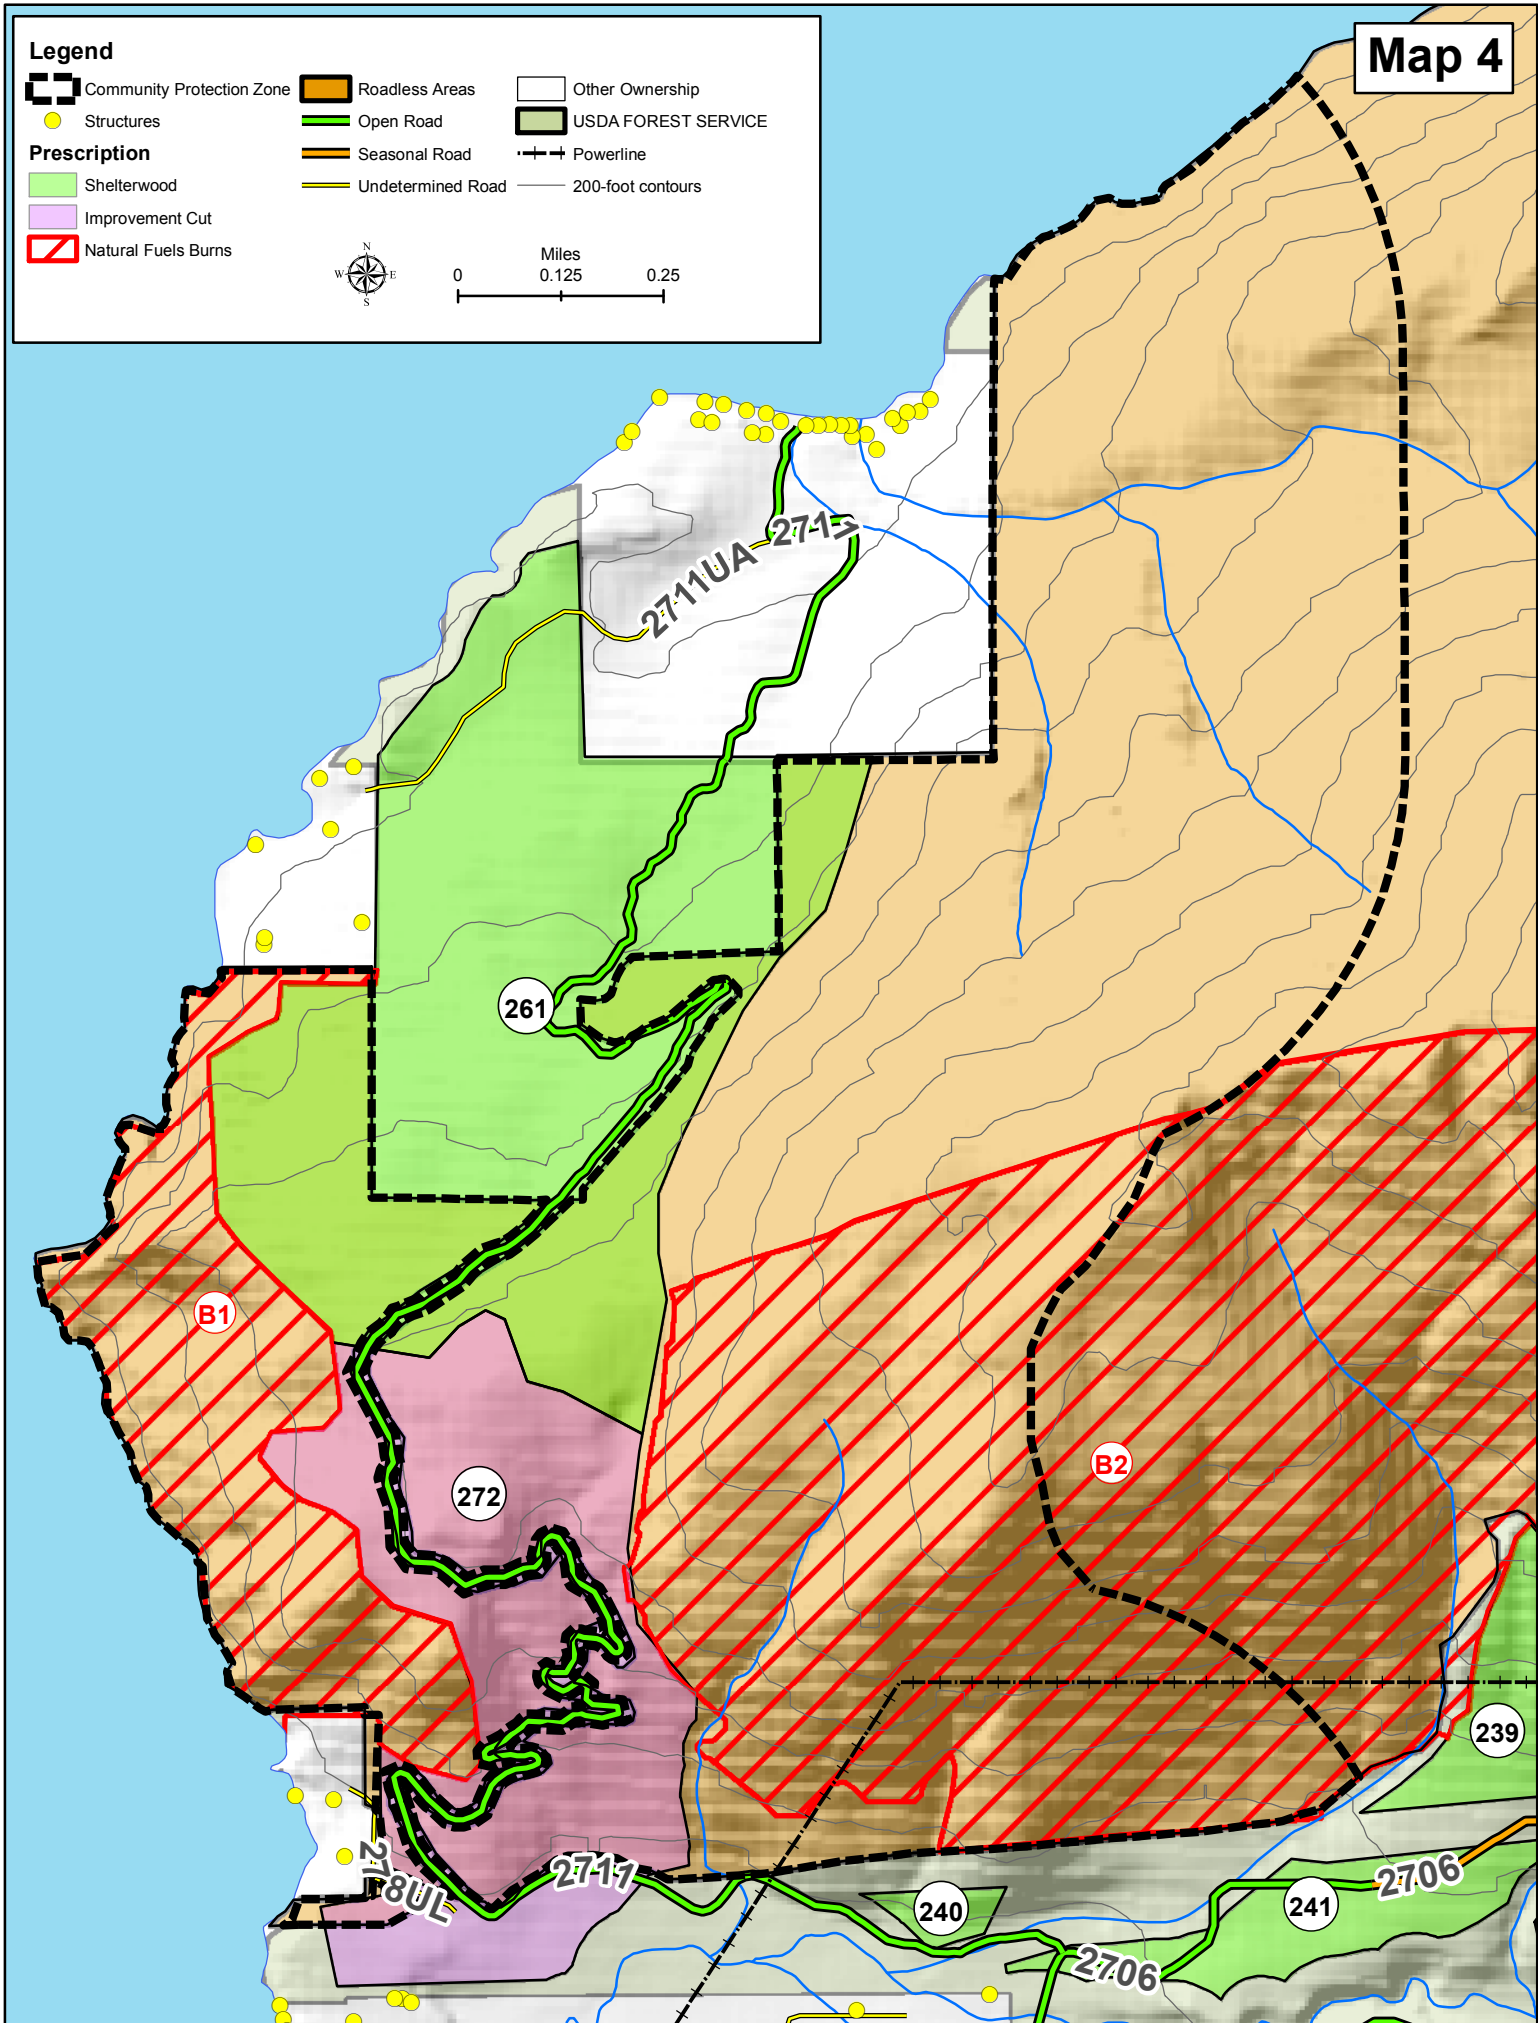 Map 4
Legend
Community Protection Zone
Structures
Prescription
Shelterwood
Improvement Cut
Natural Fuels Burns
Roadless Areas
Open Road
Seasonal Road
Undetermined Road
Other Ownership
USDA FOREST SERVICE
Powerline
200-foot contours
N
W E
S
Miles
0 0.125 0.25
2711UA
261
B1
272
B2
239
278UL
2711
240
241
2706
2706